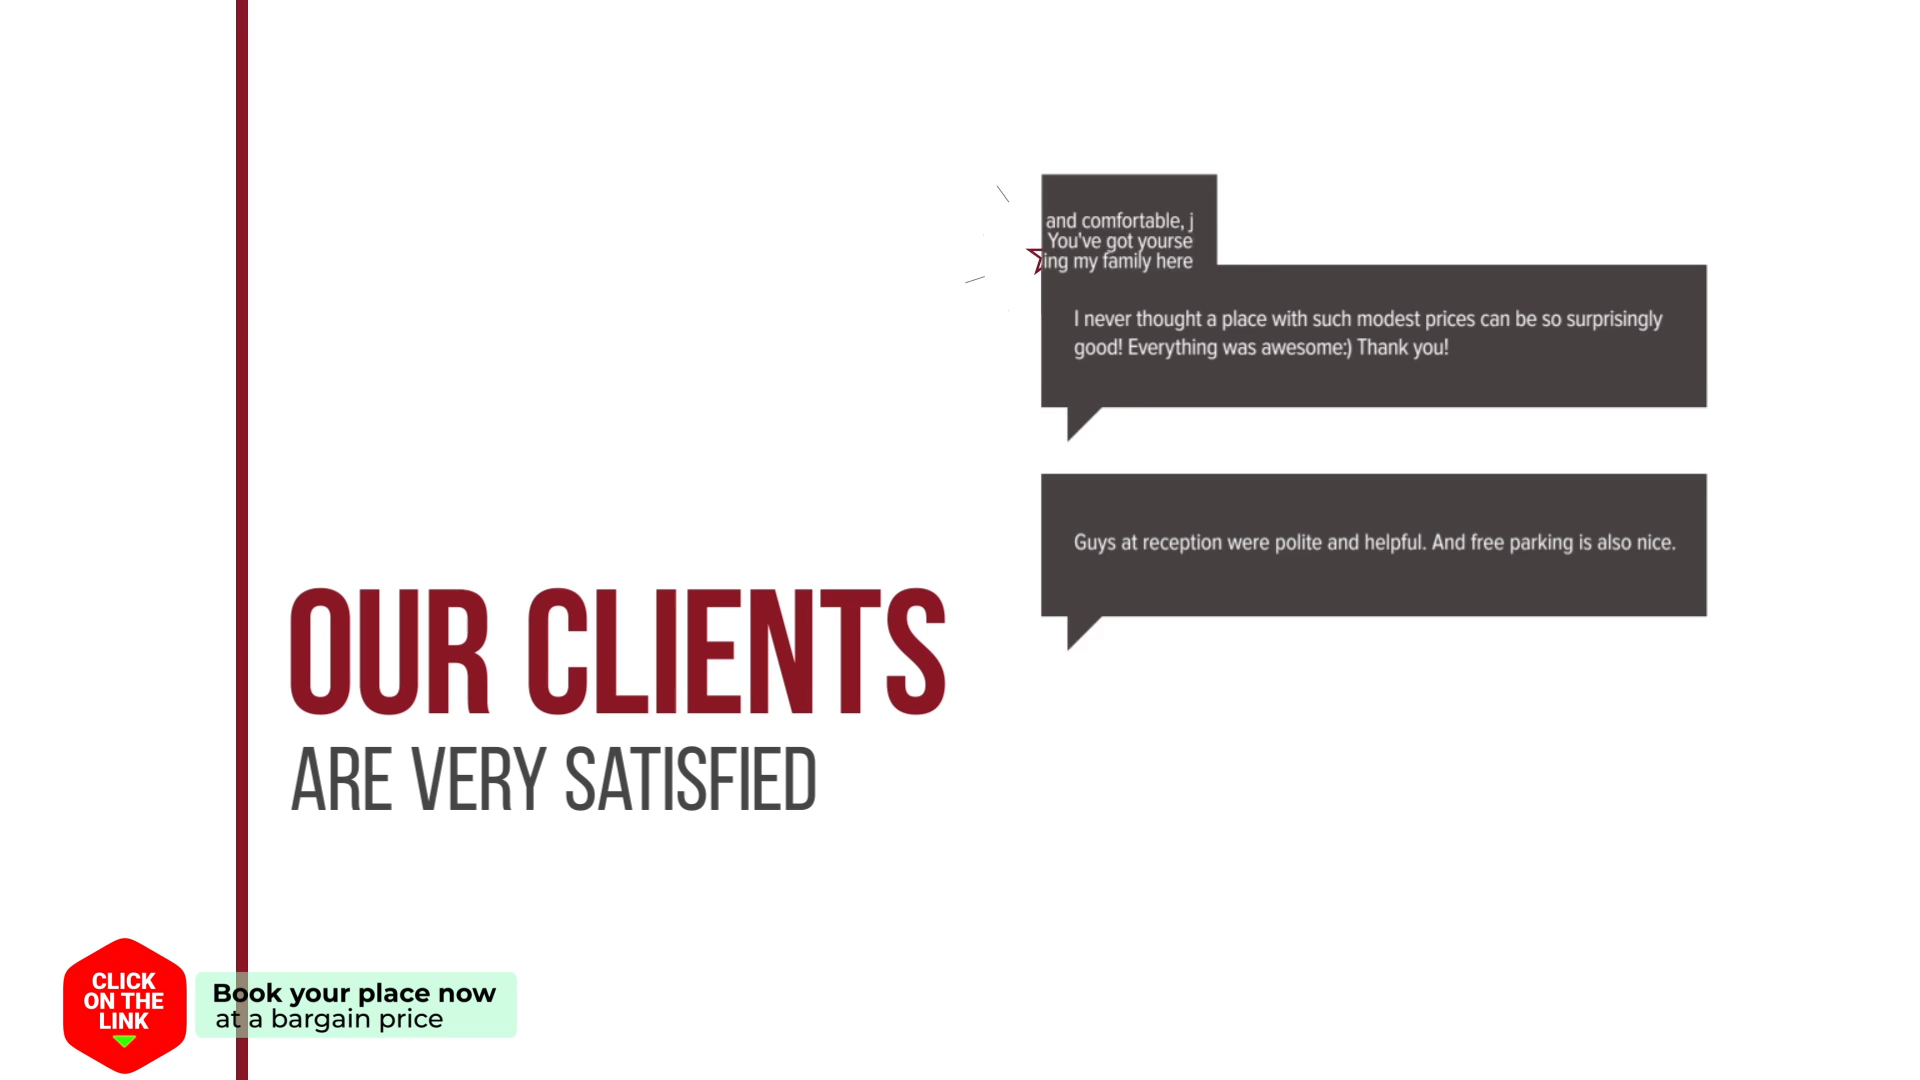 and comfortable, j
You've got yourse
ing my family here
I never thought a place with such modest prices can be so surprisingly
good! Everything was awesome:) Thank you!
Guys at reception were polite and helpful. And free parking is also nice.
OUR CLIENTS
ARE VERY SATISFIED
CLICK
ON THE
LINK
Book your place now
at a bargain price